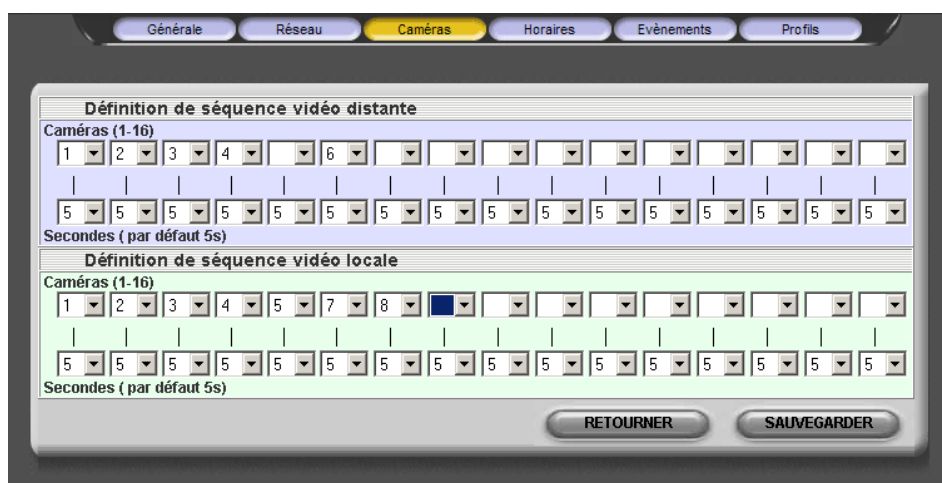 Générale Réseau Caméras Horaires Evènements Profils
Définition de séquence vidéo distante
Caméras (1-16)
1 2 3 4 6
5 5 5 5 5 5 5 5 5 5 5 5 5 5 5 5
Secondes ( par défaut 5s)
Définition de séquence vidéo locale
Caméras (1-16)
1 2 3 4 5 7 8
5 5 5 5 5 5 5 5 5 5 5 5 5 5 5 5
Secondes ( par défaut 5s)
RETOURNER SAUVEGARDER